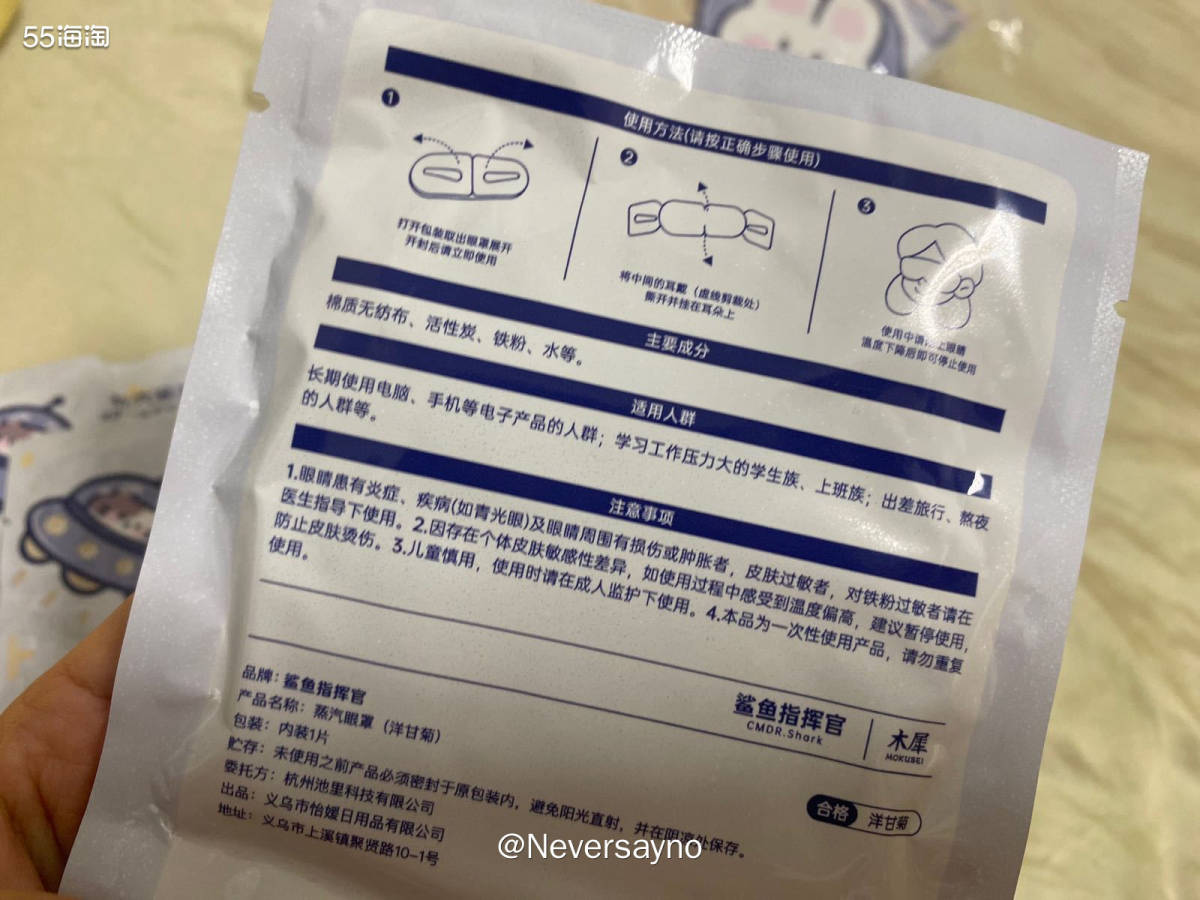 55海淘
使用方法(请按正确步骤使用)
1
打开包装取出眼罩展开
开封后请立即使用
2
将中间的耳戴（虚线剪裁处）
撕开并挂在耳朵上
3
使用中请 上眼睛
温度下降后即可停止使用
主要成分
棉质无纺布、活性炭、铁粉、水等。
适用人群
长期使用电脑、手机等电子产品的人群；学习工作压力大的学生族、上班族；出差旅行、熬夜
的人群等。
注意事项
1.眼睛患有炎症、疾病(如青光眼)及眼睛周围有损伤或肿胀者，皮肤过敏者，对铁粉过敏者请在
医生指导下使用。2.因存在个体皮肤敏感性差异，如使用过程中感受到温度偏高，建议暂停使用，
防止皮肤烫伤。3.儿童慎用，使用时请在成人监护下使用。4.本品为一次性使用产品，请勿重复
使用。
鲨鱼指挥官
CMDR.Shark
木犀
MOKUSEI
品牌：鲨鱼指挥官
产品名称：蒸汽眼罩（洋甘菊）
包装：内装1片
贮存：未使用之前产品必须密封于原包装内，避免阳光直射，并在阴凉处保存。
委托方：杭州池里科技有限公司
出品：义乌市怡媛日用品有限公司
地址：义乌市上溪镇聚贤路10-1号
合格 洋甘菊
@Neversayno